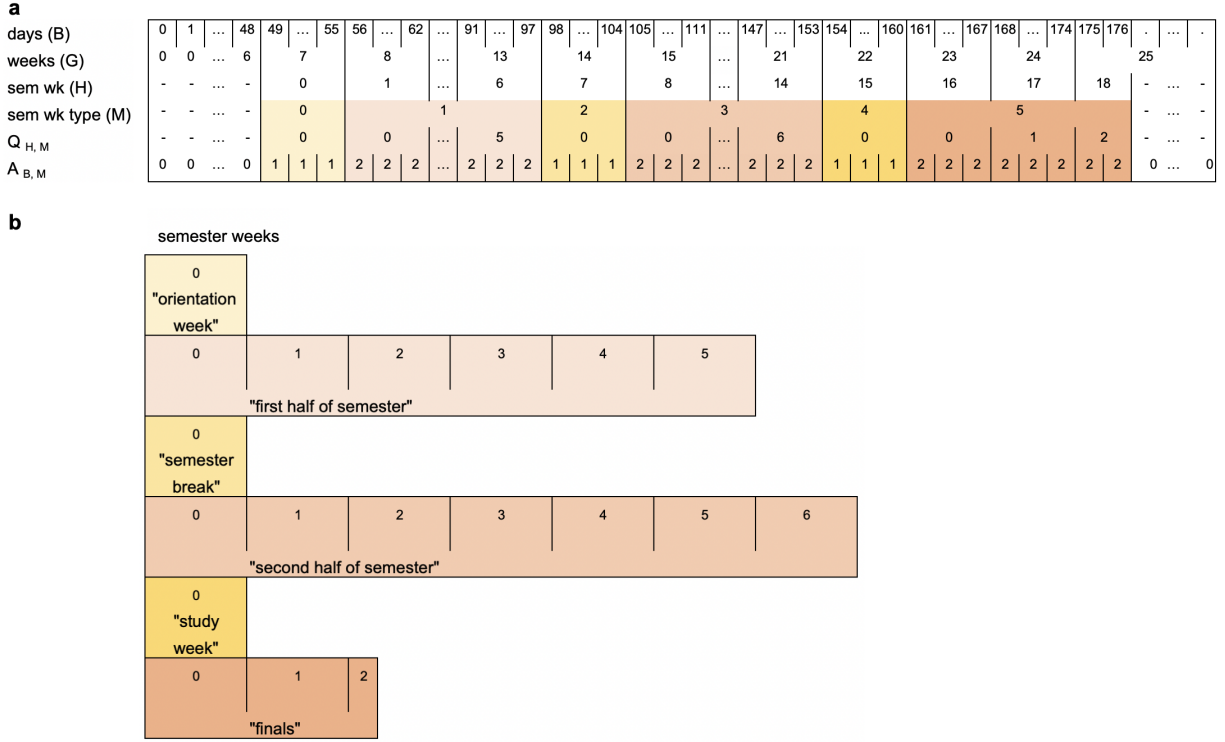 a
days (B) 0 1 ... 48 49 ... 55 56 ... 62 ... 91 ... 97 98 ... 104 105 ... 111 ... 147 ... 153 154 ... 160 161 ... 167 168 ... 174 175 176 . ... .
weeks (G) 0 0 ... 6 7 8 ... 13 14 15 ... 21 22 23 24 25
sem wk (H) - - ... - 0 1 ... 6 7 8 ... 14 15 16 17 18 - ... -
sem wk type (M) - - ... - 0 1 2 3 4 5 - ... -
Q H, M - - ... - 0 0 ... 5 0 0 ... 6 0 0 1 2 - ... -
A B, M 0 0 ... 0 1 1 1 2 2 2 ... 2 2 2 1 1 1 2 2 2 ... 2 2 2 1 1 1 2 2 2 2 2 2 2 2 0 ... 0
b
semester weeks
0
"orientation
week"
0 1 2 3 4 5
"first half of semester"
0
"semester
break"
0 1 2 3 4 5 6
"second half of semester"
0
"study
week"
0 1 2
"finals"